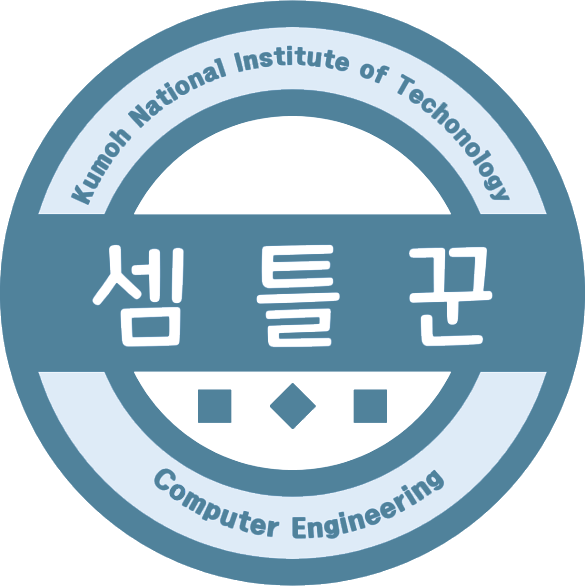 Kumoh National Institute of Techonology
셈틀꾼
Computer Engineering